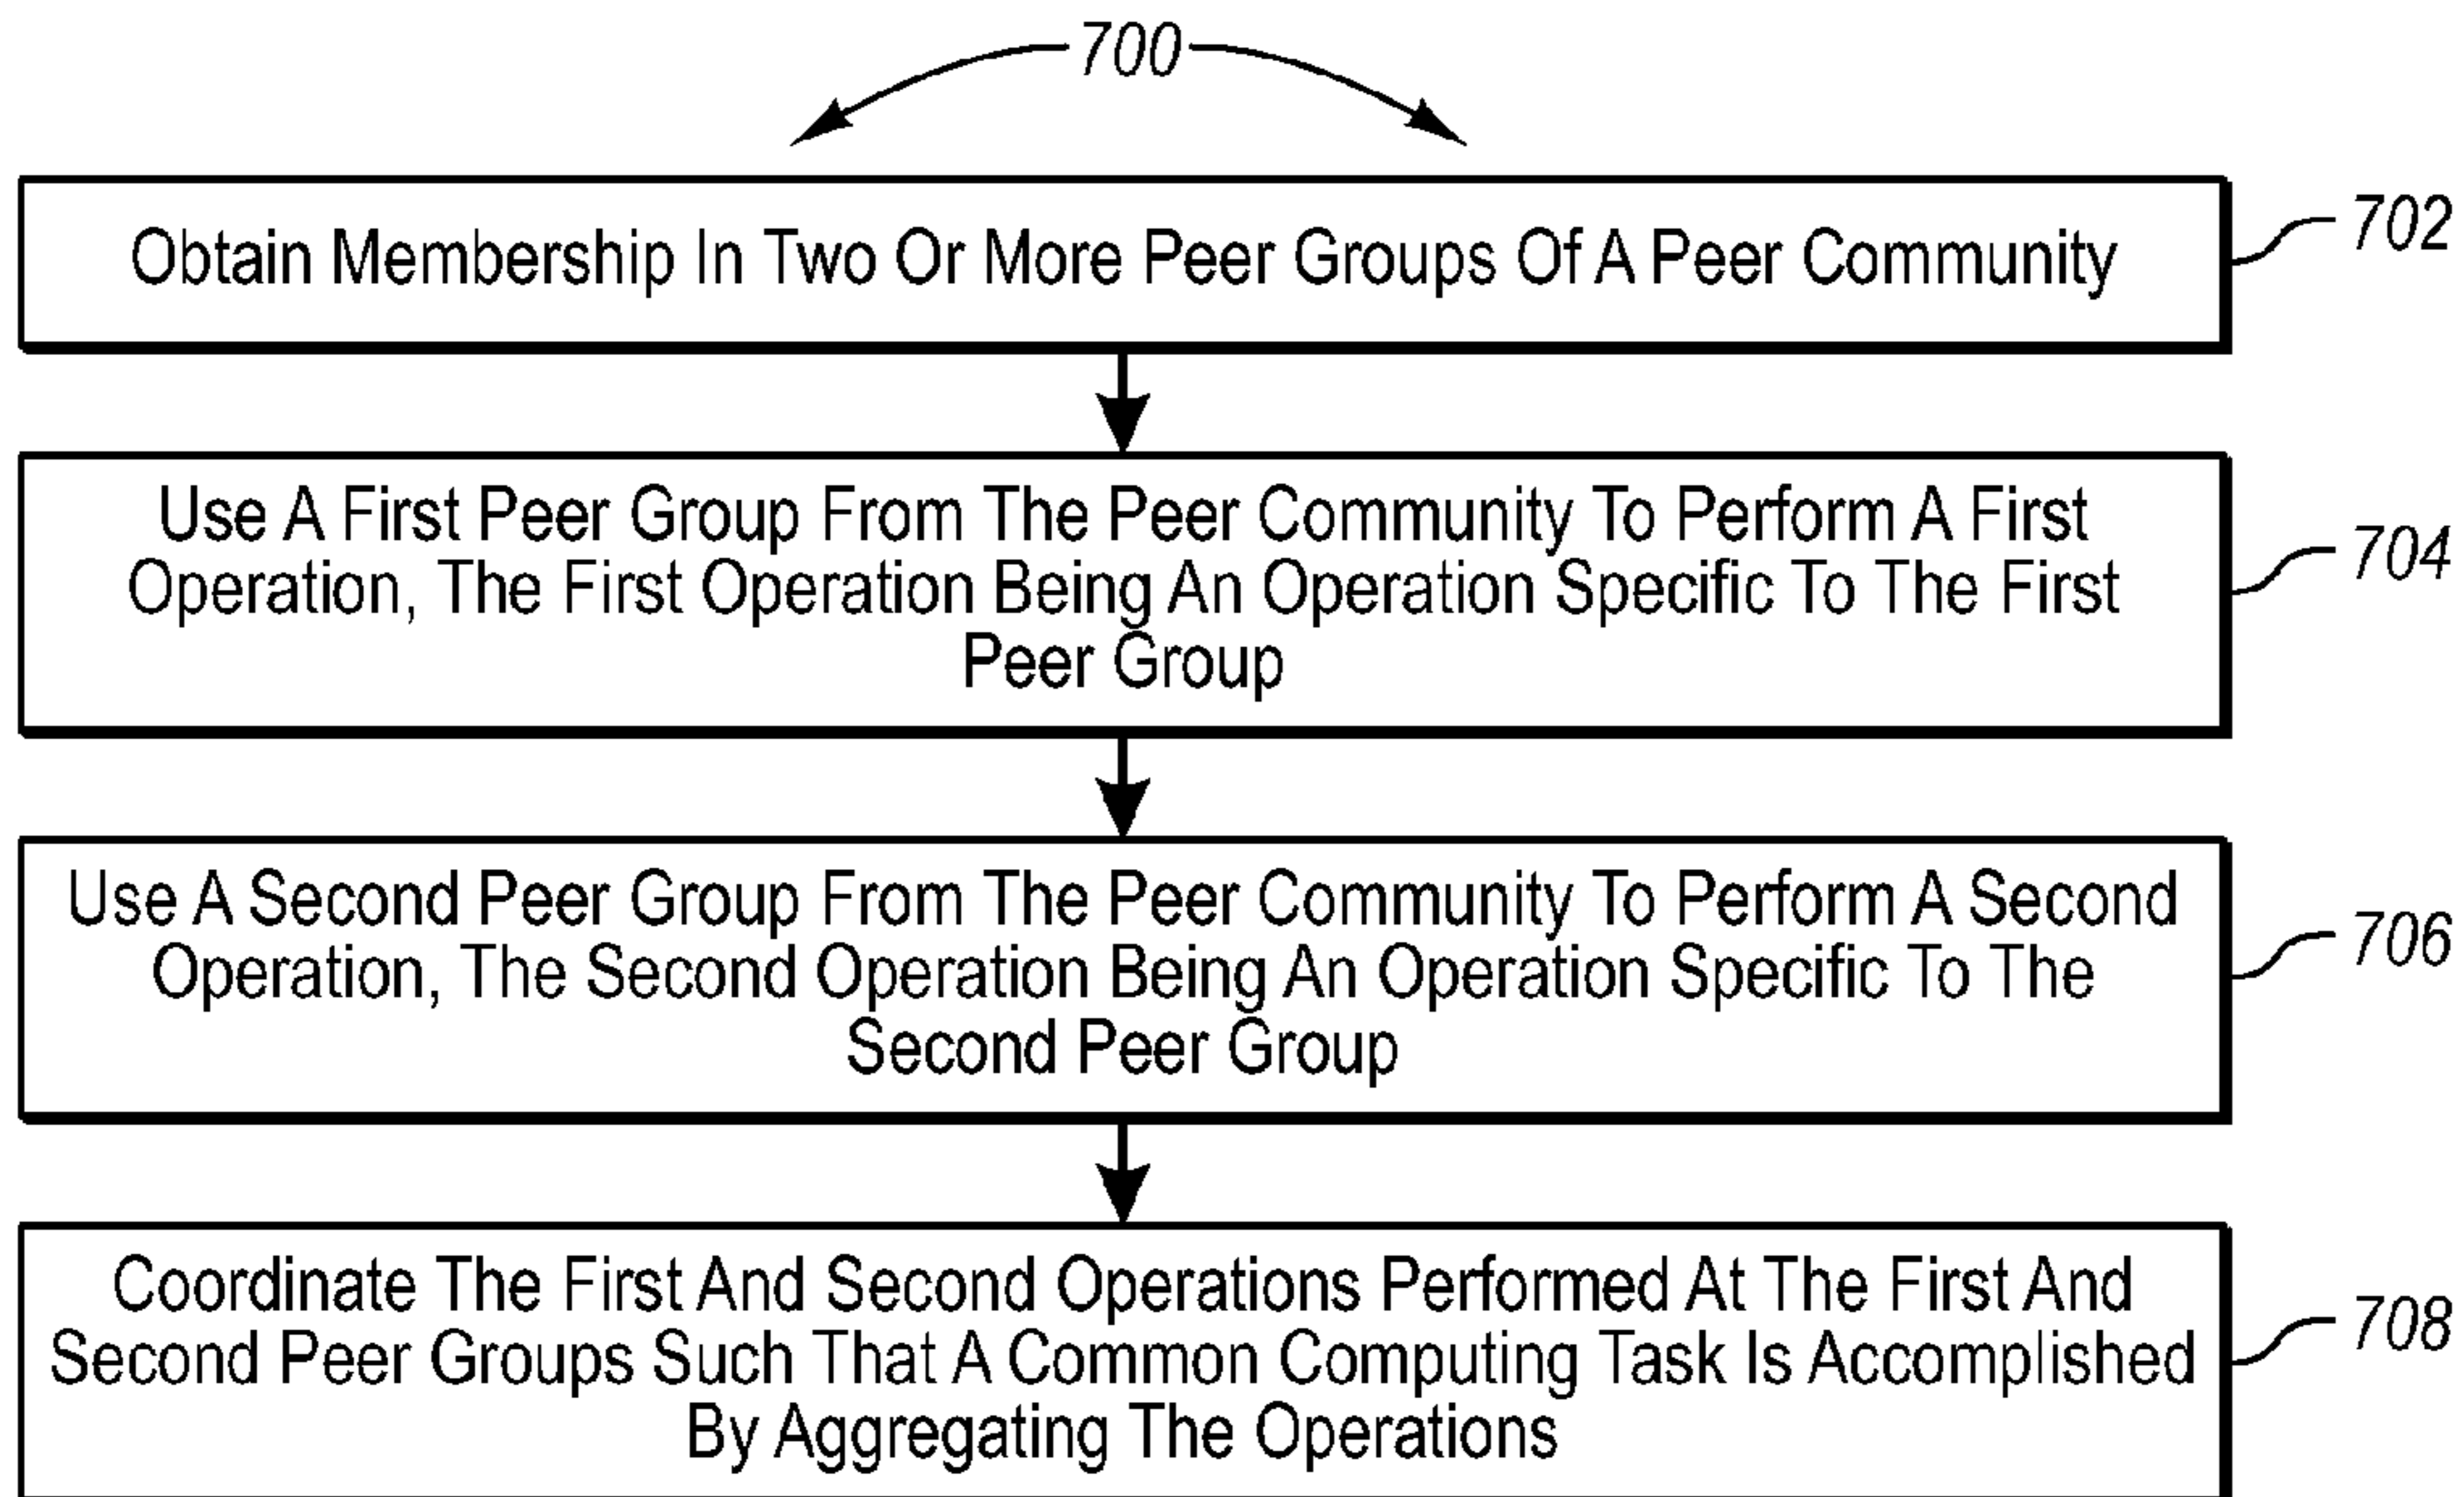 700
Obtain Membership In Two Or More Peer Groups Of A Peer Community
702
Use A First Peer Group From The Peer Community To Perform A First
Operation, The First Operation Being An Operation Specific To The First
Peer Group
704
Use A Second Peer Group From The Peer Community To Perform A Second
Operation, The Second Operation Being An Operation Specific To The
Second Peer Group
706
Coordinate The First And Second Operations Performed At The First And
Second Peer Groups Such That A Common Computing Task Is Accomplished
By Aggregating The Operations
708